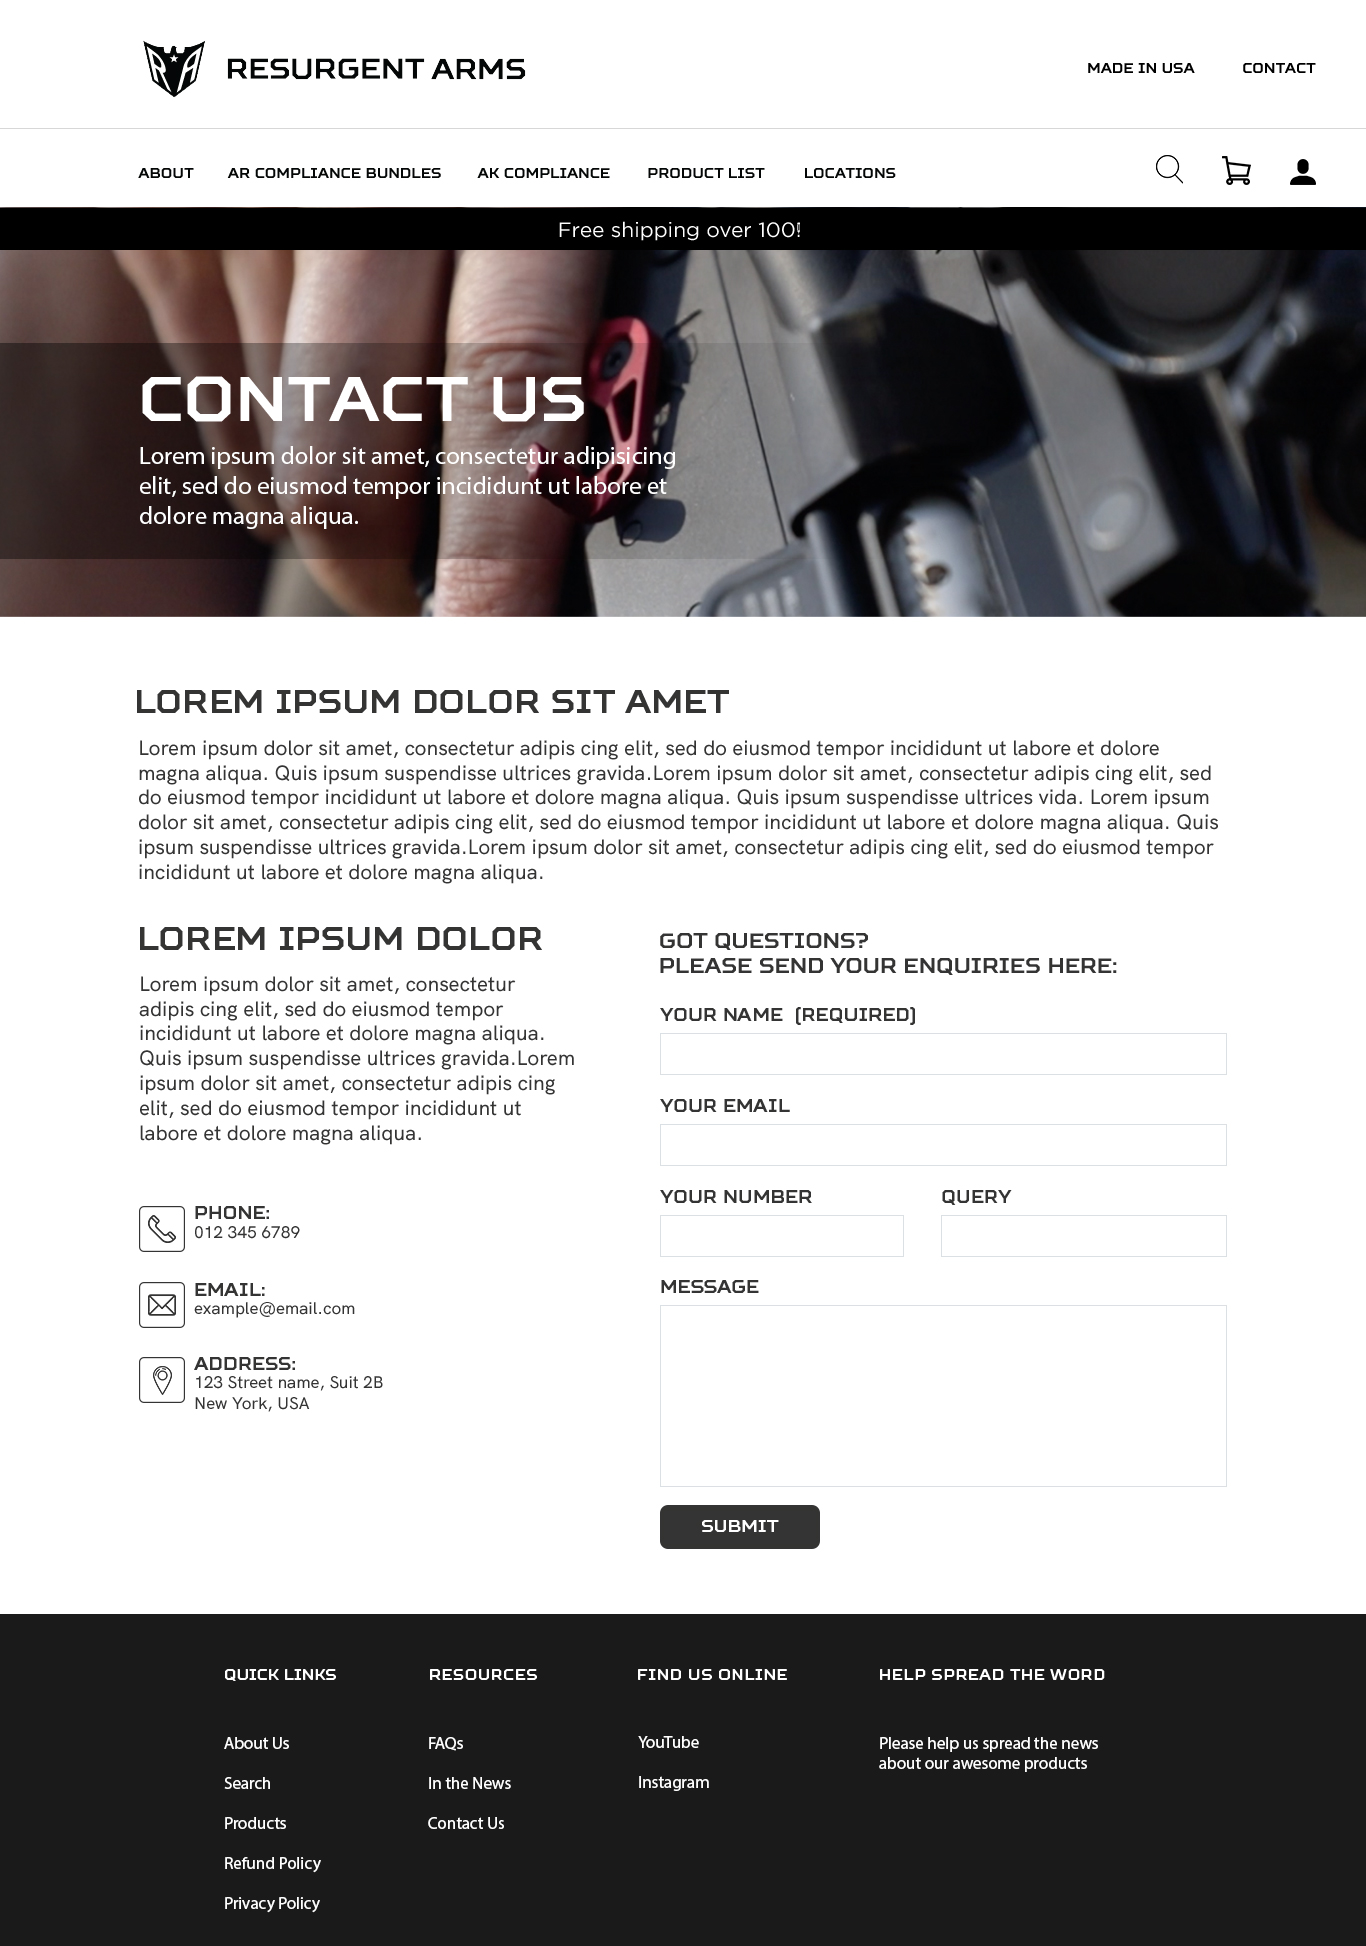 RESURGENT ARMS
MADE IN USA
CONTACT
ABOUT
AR COMPLIANCE BUNDLES
AK COMPLIANCE
PRODUCT LIST
LOCATIONS
Free shipping over 100!
CONTACT US
Lorem ipsum dolor sit amet, consectetur adipisicing
elit, sed do eiusmod tempor incididunt ut labore et
dolore magna aliqua.
LOREM IPSUM DOLOR SIT AMET
Lorem ipsum dolor sit amet, consectetur adipis cing elit, sed do eiusmod tempor incididunt ut labore et dolore
magna aliqua. Quis ipsum suspendisse ultrices gravida.Lorem ipsum dolor sit amet, consectetur adipis cing elit, sed
do eiusmod tempor incididunt ut labore et dolore magna aliqua. Quis ipsum suspendisse ultrices vida. Lorem ipsum
dolor sit amet, consectetur adipis cing elit, sed do eiusmod tempor incididunt ut labore et dolore magna aliqua. Quis
ipsum suspendisse ultrices gravida.Lorem ipsum dolor sit amet, consectetur adipis cing elit, sed do eiusmod tempor
incididunt ut labore et dolore magna aliqua.
LOREM IPSUM DOLOR
Lorem ipsum dolor sit amet, consectetur
adipis cing elit, sed do eiusmod tempor
incididunt ut labore et dolore magna aliqua.
Quis ipsum suspendisse ultrices gravida.Lorem
ipsum dolor sit amet, consectetur adipis cing
elit, sed do eiusmod tempor incididunt ut
labore et dolore magna aliqua.
PHONE:
012 345 6789
EMAIL:
example@email.com
ADDRESS:
123 Street name, Suit 2B
New York, USA
GOT QUESTIONS?
PLEASE SEND YOUR ENQUIRIES HERE:
YOUR NAME (REQUIRED)
YOUR EMAIL
YOUR NUMBER
QUERY
MESSAGE
SUBMIT
QUICK LINKS
About Us
Search
Products
Refund Policy
Privacy Policy
RESOURCES
FAQs
In the News
Contact Us
FIND US ONLINE
YouTube
Instagram
HELP SPREAD THE WORD
Please help us spread the news
about our awesome products